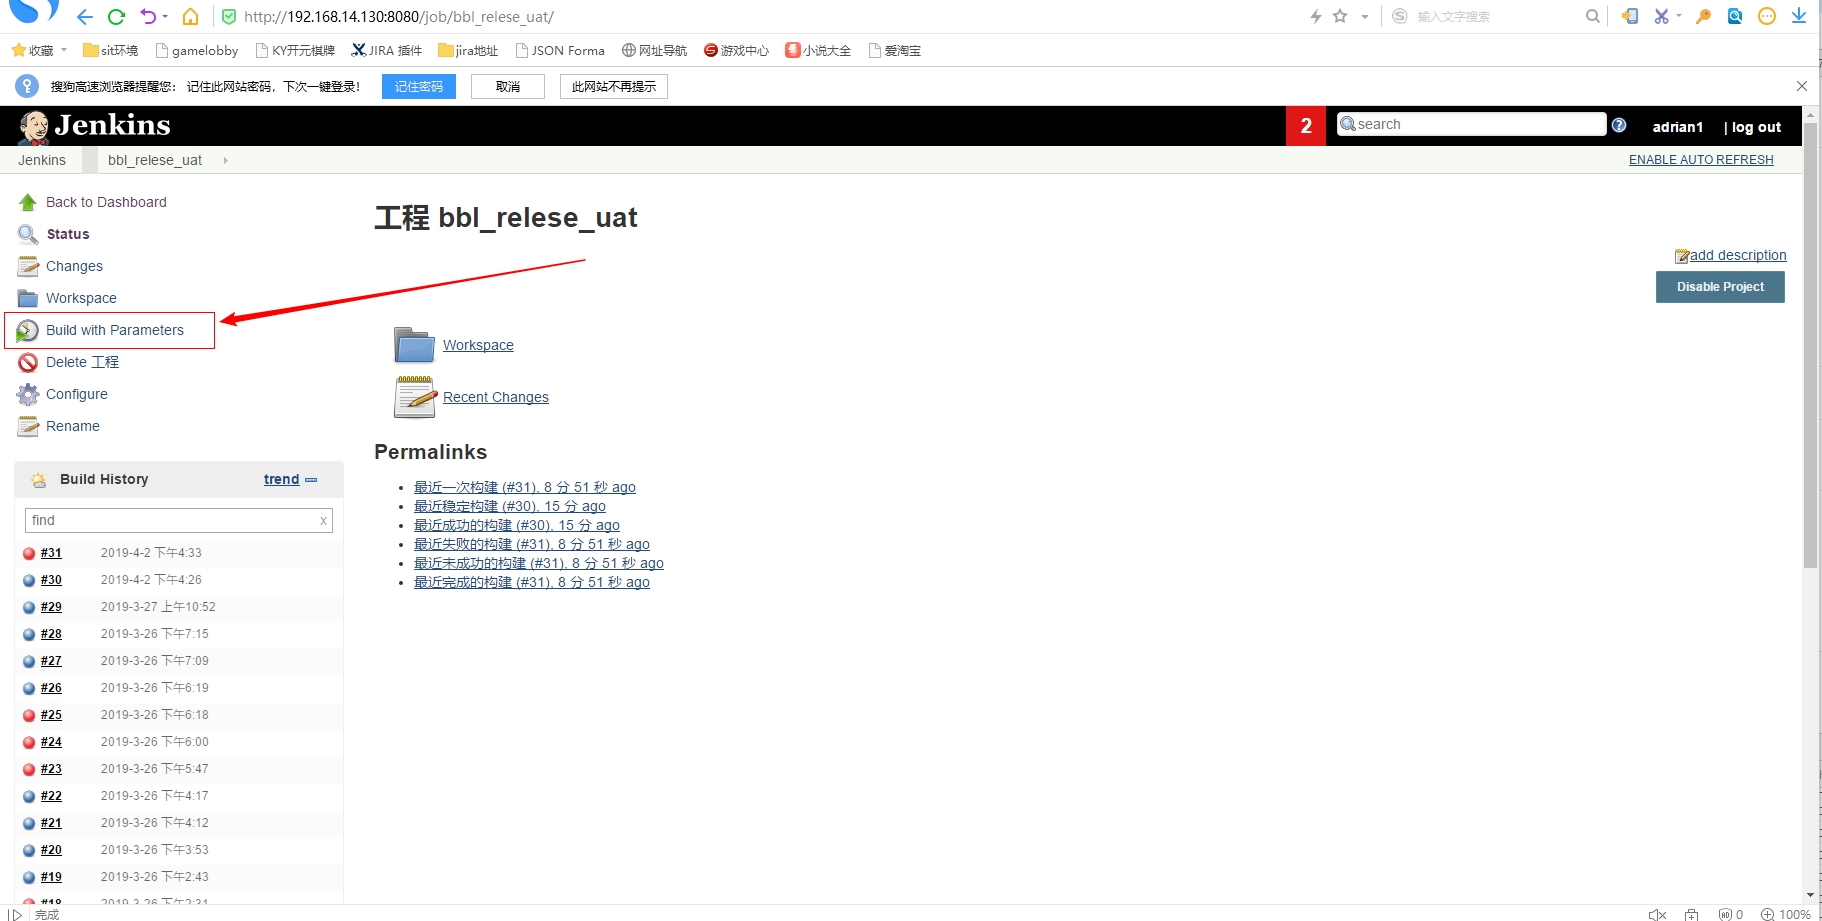 http://192.168.14.130:8080/job/bbl_relese_uat/
输入文字搜索
收藏 sit环境 gamelobby KY开元棋牌 JIRA 插件 jira地址 JSON Forma 网址导航 游戏中心 小说大全 爱淘宝
搜狗高速浏览器提醒您： 记住此网站密码，下次一键登录！ 记住密码 取消 此网站不再提示
Jenkins 2 search adrian1 | log out
Jenkins bbl_relese_uat ENABLE AUTO REFRESH
Back to Dashboard
Status
Changes
Workspace
Build with Parameters
Delete 工程
Configure
Rename
工程 bbl_relese_uat
add description
Disable Project
Workspace
Recent Changes
Permalinks
最近一次构建 (#31), 8 分 51 秒 ago
最近稳定构建 (#30), 15 分 ago
最近成功的构建 (#30), 15 分 ago
最近失败的构建 (#31), 8 分 51 秒 ago
最近未成功的构建 (#31), 8 分 51 秒 ago
最近完成的构建 (#31), 8 分 51 秒 ago
Build History trend
find x
#31 2019-4-2 下午4:33
#30 2019-4-2 下午4:26
#29 2019-3-27 上午10:52
#28 2019-3-26 下午7:15
#27 2019-3-26 下午7:09
#26 2019-3-26 下午6:19
#25 2019-3-26 下午6:18
#24 2019-3-26 下午6:00
#23 2019-3-26 下午5:47
#22 2019-3-26 下午4:17
#21 2019-3-26 下午4:12
#20 2019-3-26 下午3:53
#19 2019-3-26 下午2:43
#18 2019-3-26 下午2:31
完成 0 100%